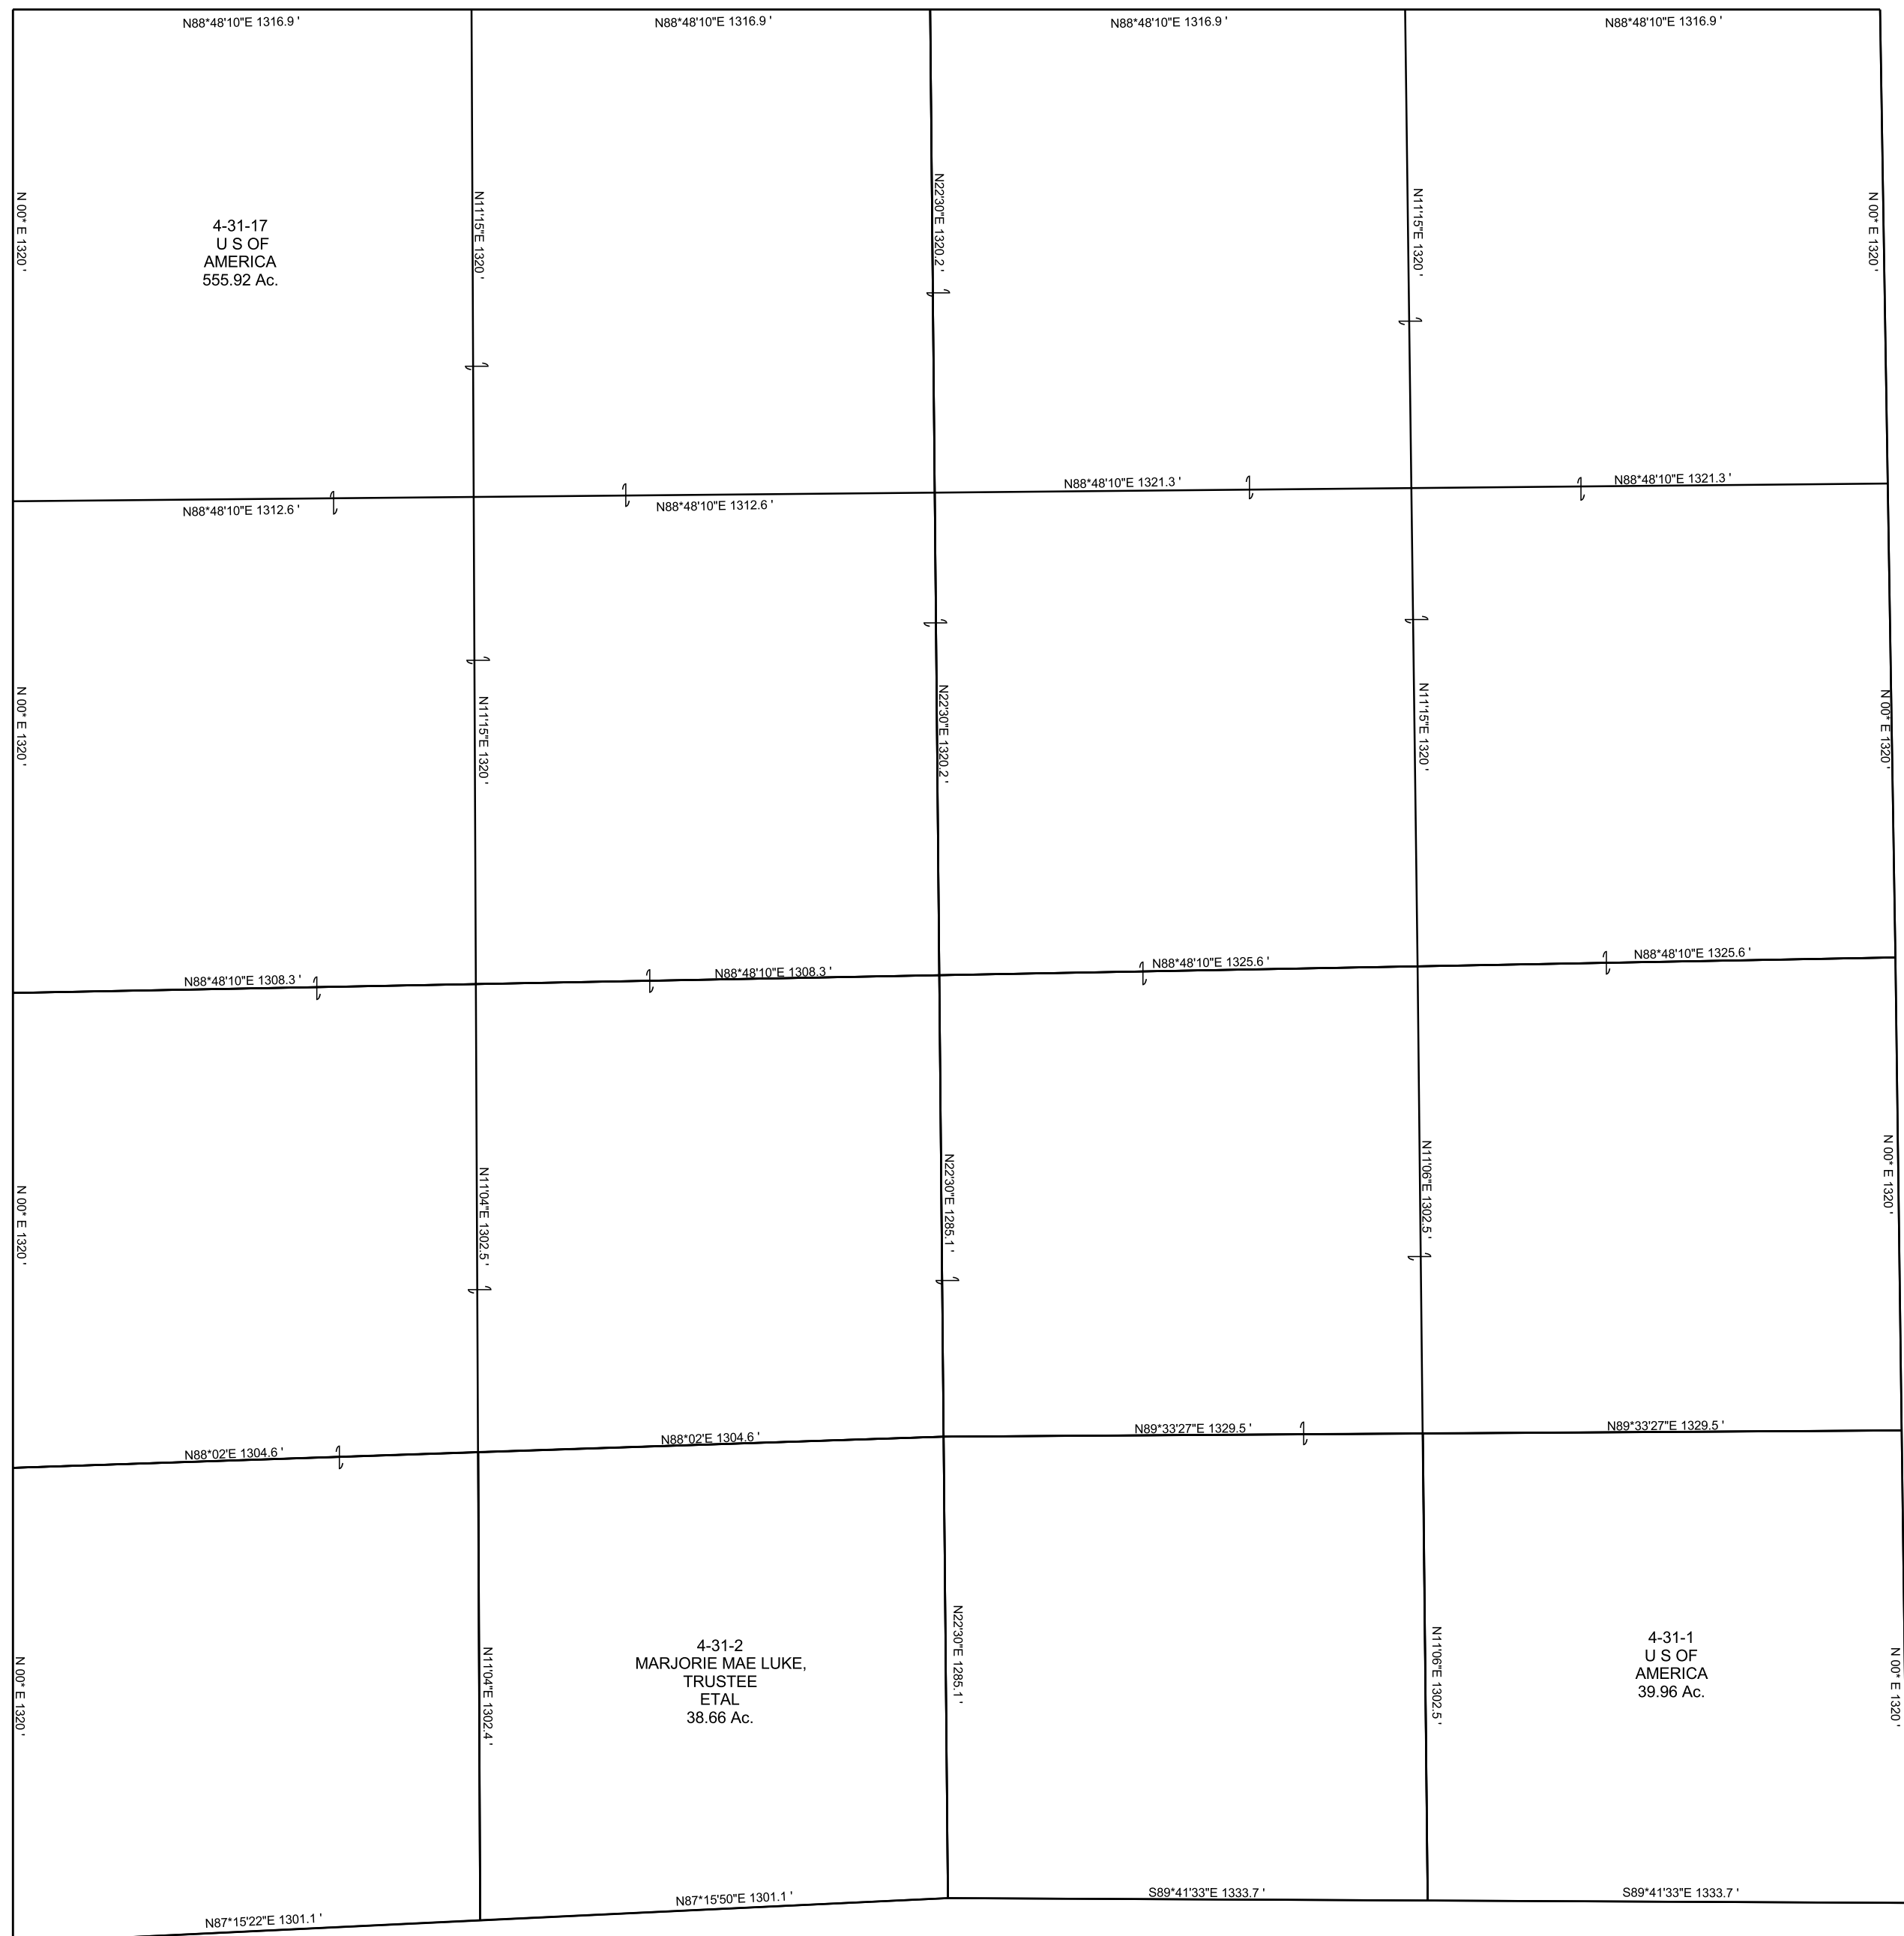 N88*48'10"E 1316.9 '
N88*48'10"E 1316.9 '
N88*48'10"E 1316.9 '
N88*48'10"E 1316.9 '
N 00* E 1320 '
4-31-17
U S OF
AMERICA
555.92 Ac.
N11'15"E 1320 '
N22'30"E 1320.2 '
N11'15"E 1320 '
N 00* E 1320 '
N88*48'10"E 1312.6 '
N88*48'10"E 1312.6 '
N88*48'10"E 1321.3 '
N88*48'10"E 1321.3 '
N 00* E 1320 '
N11'15"E 1320 '
N22'30"E 1320.2 '
N11'15"E 1320 '
N 00* E 1320 '
N88*48'10"E 1308.3 '
N88*48'10"E 1308.3 '
N88*48'10"E 1325.6 '
N88*48'10"E 1325.6 '
N 00* E 1320 '
N11'04"E 1302.5 '
N22'30"E 1285.1 '
N11'06"E 1302.5 '
N 00* E 1320 '
N88*02'E 1304.6 '
N88*02'E 1304.6 '
N89*33'27"E 1329.5 '
N89*33'27"E 1329.5 '
N 00* E 1320 '
N11'04"E 1302.4 '
4-31-2
MARJORIE MAE LUKE,
TRUSTEE
ETAL
38.66 Ac.
N22'30"E 1285.1 '
N11'06"E 1302.5 '
4-31-1
U S OF
AMERICA
39.96 Ac.
N 00* E 1320 '
N87*15'22"E 1301.1 '
N87*15'50"E 1301.1 '
S89*41'33"E 1333.7 '
S89*41'33"E 1333.7 '